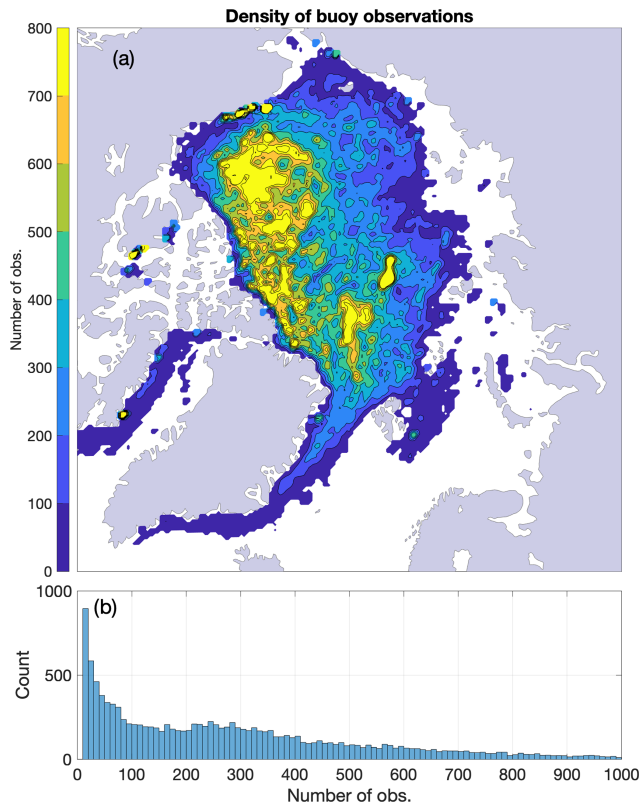 Density of buoy observations
(a)
800
700
600
500
400
300
200
100
0
Number of obs.
(b)
1000
500
0
Count
0 100 200 300 400 500 600 700 800 900 1000
Number of obs.